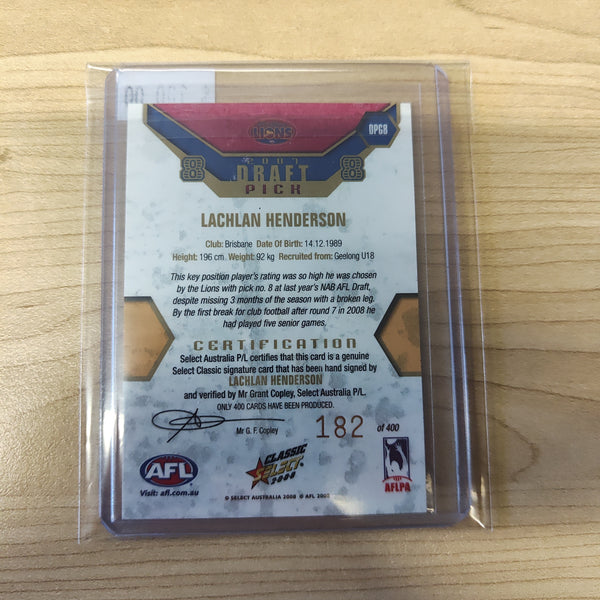 LIONS
DPC8
2007
DRAFT
PICK
LACHLAN HENDERSON
Club: Brisbane Date Of Birth: 14.12.1989
Height: 196 cm Weight: 92 kg Recruited from: Geelong U18
This key position player's rating was so high he was chosen
by the Lions with pick no. 8 at last year's NAB AFL Draft,
despite missing 3 months of the season with a broken leg.
By the first break for club football after round 7 in 2008 he
had played five senior games.
CERTIFICATION
Select Australia P/L certifies that this card is a genuine
Select Classic signature card that has been hand signed by
LACHLAN HENDERSON
and verified by Mr Grant Copley, Select Australia P/L.
ONLY 400 CARDS HAVE BEEN PRODUCED.
Mr G. F. Copley
182 of 400
AFL
Visit: afl.com.au
CLASSIC
SELECT
2008
© SELECT AUSTRALIA 2008 © AFL 2008
AFLPA